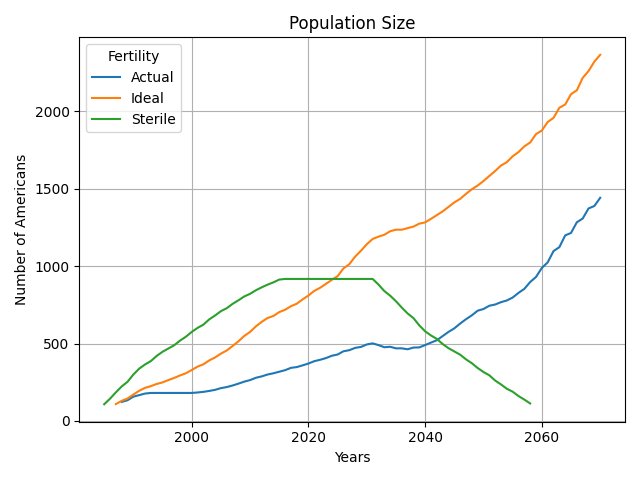 Population Size
Fertility
Actual
Ideal
Sterile
Number of Americans
2000
1500
1000
500
0
2000 2020 2040 2060
Years